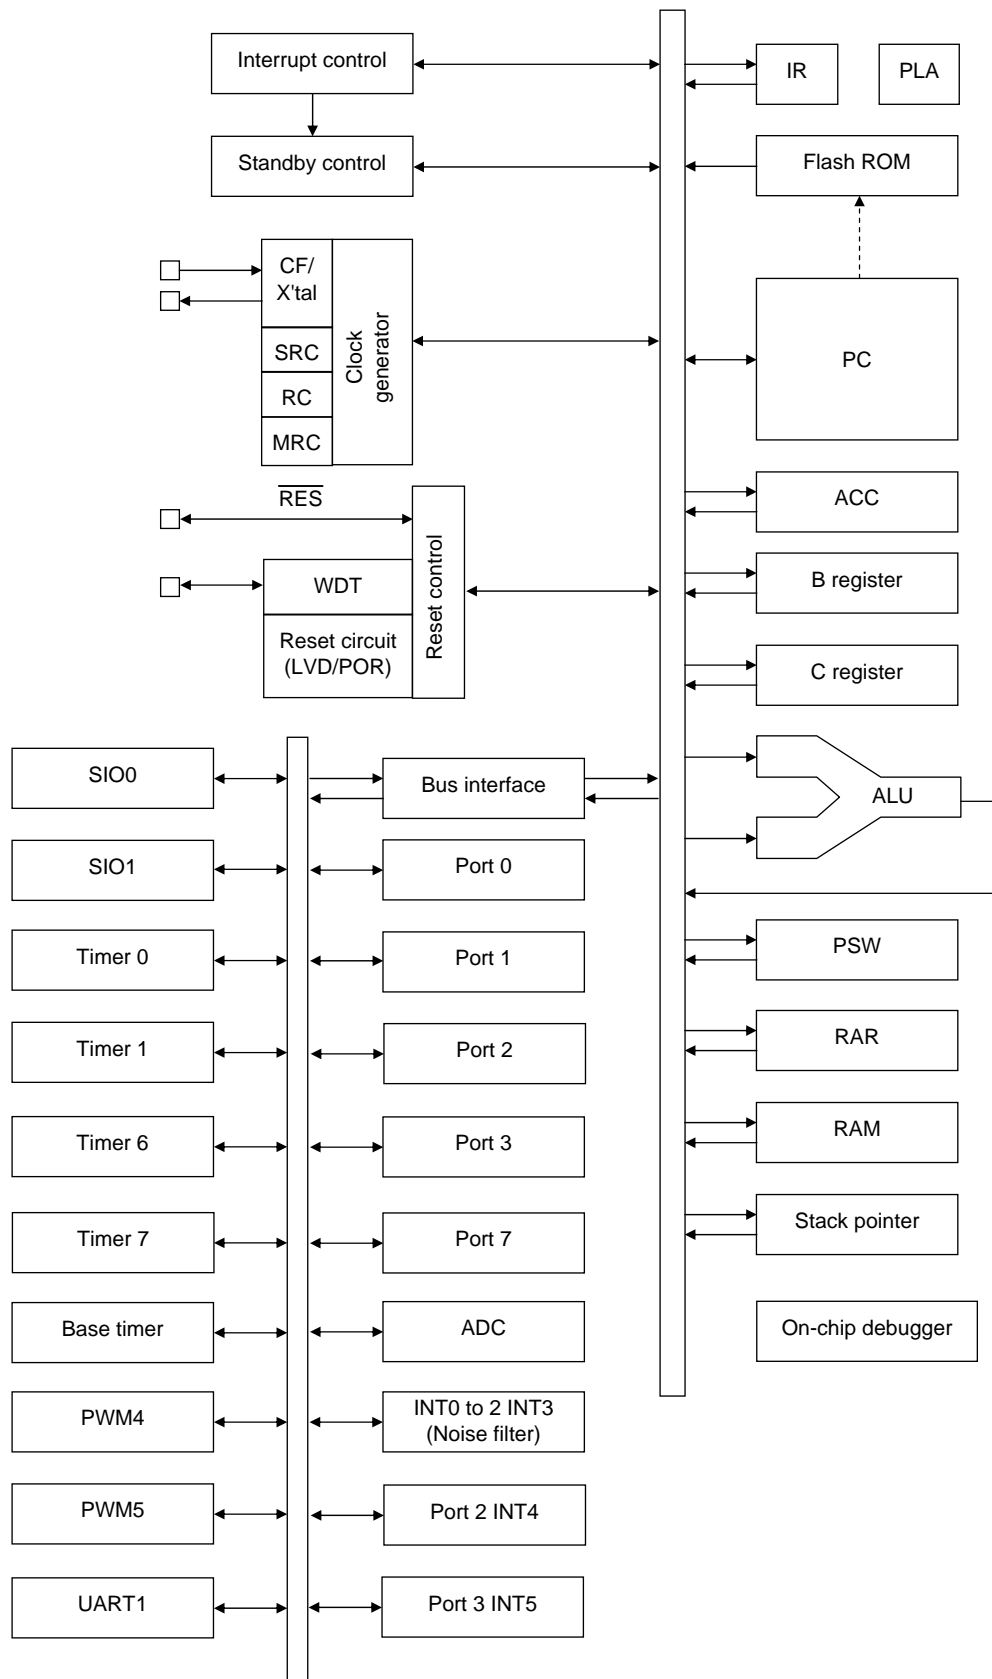 Interrupt control
IR
PLA
Standby control
Flash ROM
CF/
X'tal
SRC
RC
MRC
Clock
generator
PC
RES
WDT
Reset circuit
(LVD/POR)
Reset control
ACC
B register
C register
SIO0
Bus interface
ALU
SIO1
Port 0
Timer 0
Port 1
PSW
Timer 1
Port 2
RAR
Timer 6
Port 3
RAM
Timer 7
Port 7
Stack pointer
Base timer
ADC
On-chip debugger
PWM4
INT0 to 2 INT3
(Noise filter)
PWM5
Port 2 INT4
UART1
Port 3 INT5